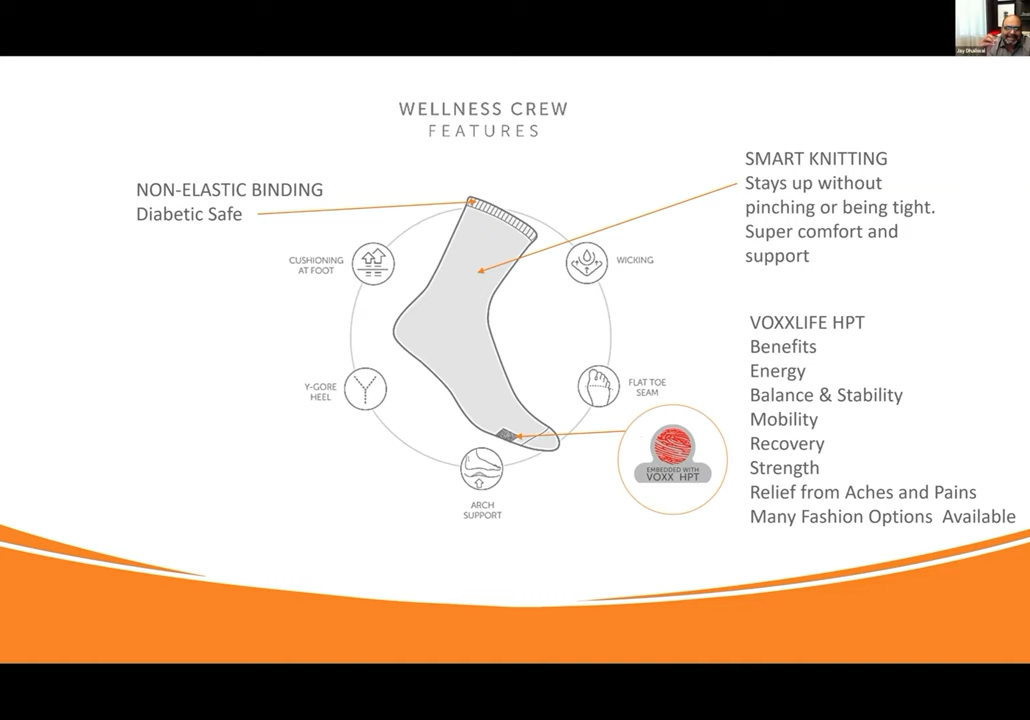 Jay Dhaliwal
WELLNESS CREW
FEATURES
NON-ELASTIC BINDING
Diabetic Safe
SMART KNITTING
Stays up without
pinching or being tight.
Super comfort and
support
CUSHIONING
AT FOOT
WICKING
Y-GORE
HEEL
FLAT TOE
SEAM
ARCH
SUPPORT
EMBEDDED WITH
VOXX HPT
VOXXLIFE HPT
Benefits
Energy
Balance & Stability
Mobility
Recovery
Strength
Relief from Aches and Pains
Many Fashion Options  Available